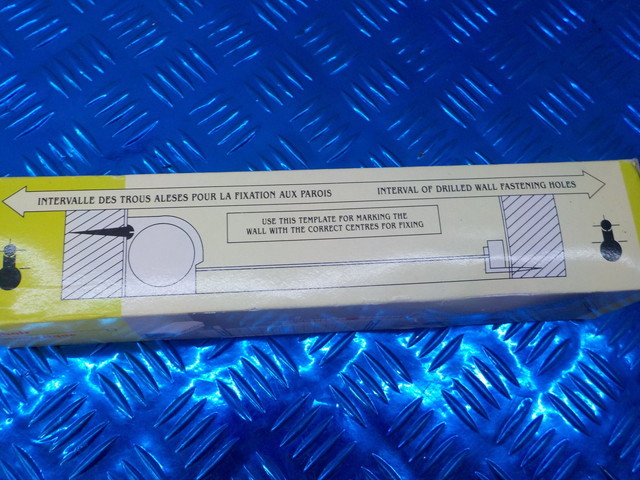 INTERVALLE DES TROUS ALESES POUR LA FIXATION AUX PAROIS
INTERVAL OF DRILLED WALL FASTENING HOLES
USE THIS TEMPLATE FOR MARKING THE
WALL WITH THE CORRECT CENTRES FOR FIXING